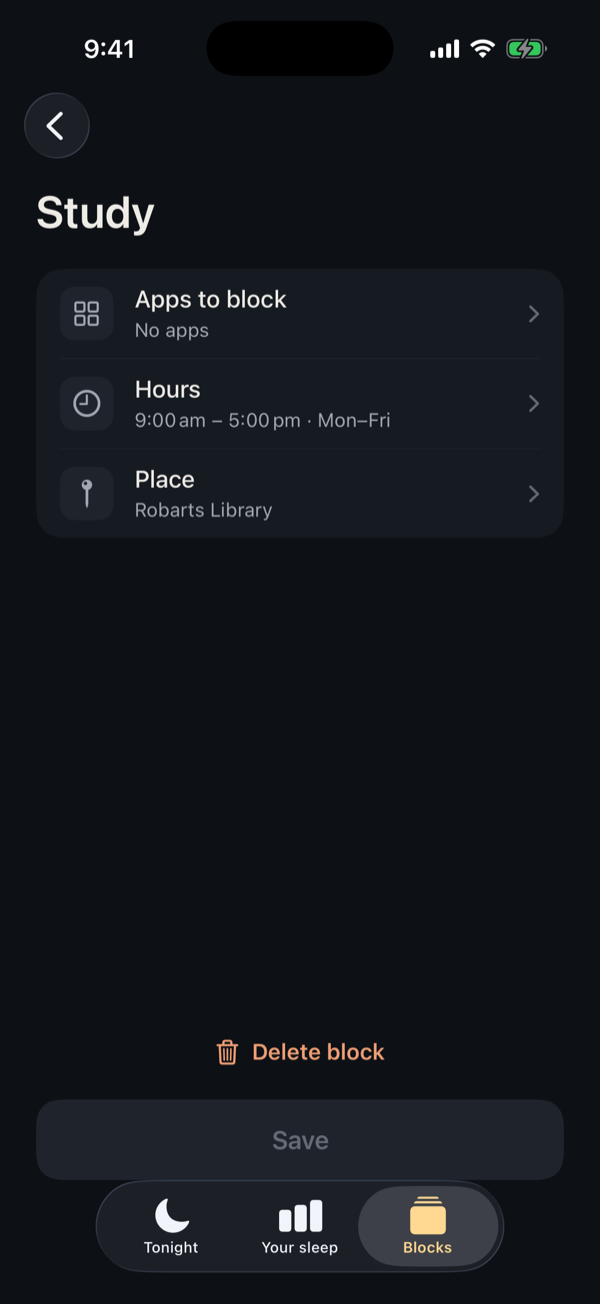 9:41
Study
Apps to block
No apps
Hours
9:00 am – 5:00 pm · Mon–Fri
Place
Robarts Library
Delete block
Save
Tonight
Your sleep
Blocks